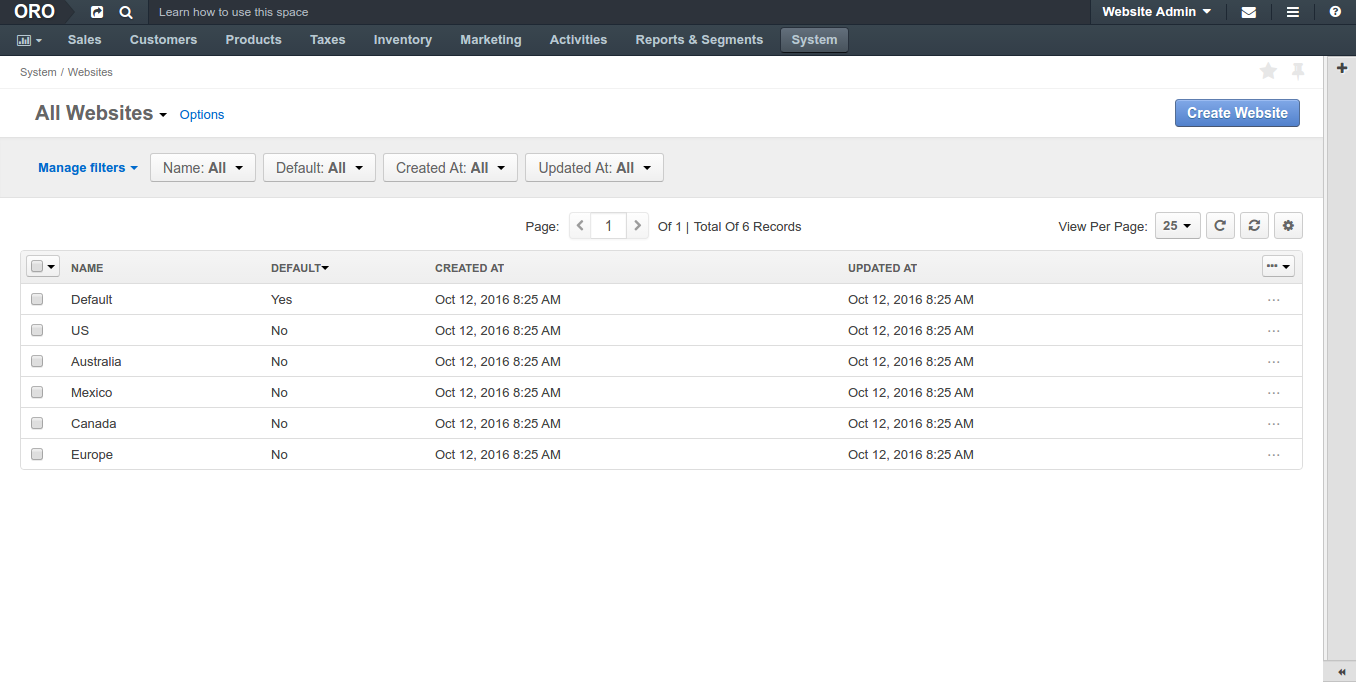 ORO Learn how to use this space Website Admin
Sales Customers Products Taxes Inventory Marketing Activities Reports & Segments System
System / Websites
All Websites Options Create Website
Manage filters Name: All Default: All Created At: All Updated At: All
Page: 1 Of 1 | Total Of 6 Records View Per Page: 25
NAME DEFAULT CREATED AT UPDATED AT
Default Yes Oct 12, 2016 8:25 AM Oct 12, 2016 8:25 AM
US No Oct 12, 2016 8:25 AM Oct 12, 2016 8:25 AM
Australia No Oct 12, 2016 8:25 AM Oct 12, 2016 8:25 AM
Mexico No Oct 12, 2016 8:25 AM Oct 12, 2016 8:25 AM
Canada No Oct 12, 2016 8:25 AM Oct 12, 2016 8:25 AM
Europe No Oct 12, 2016 8:25 AM Oct 12, 2016 8:25 AM